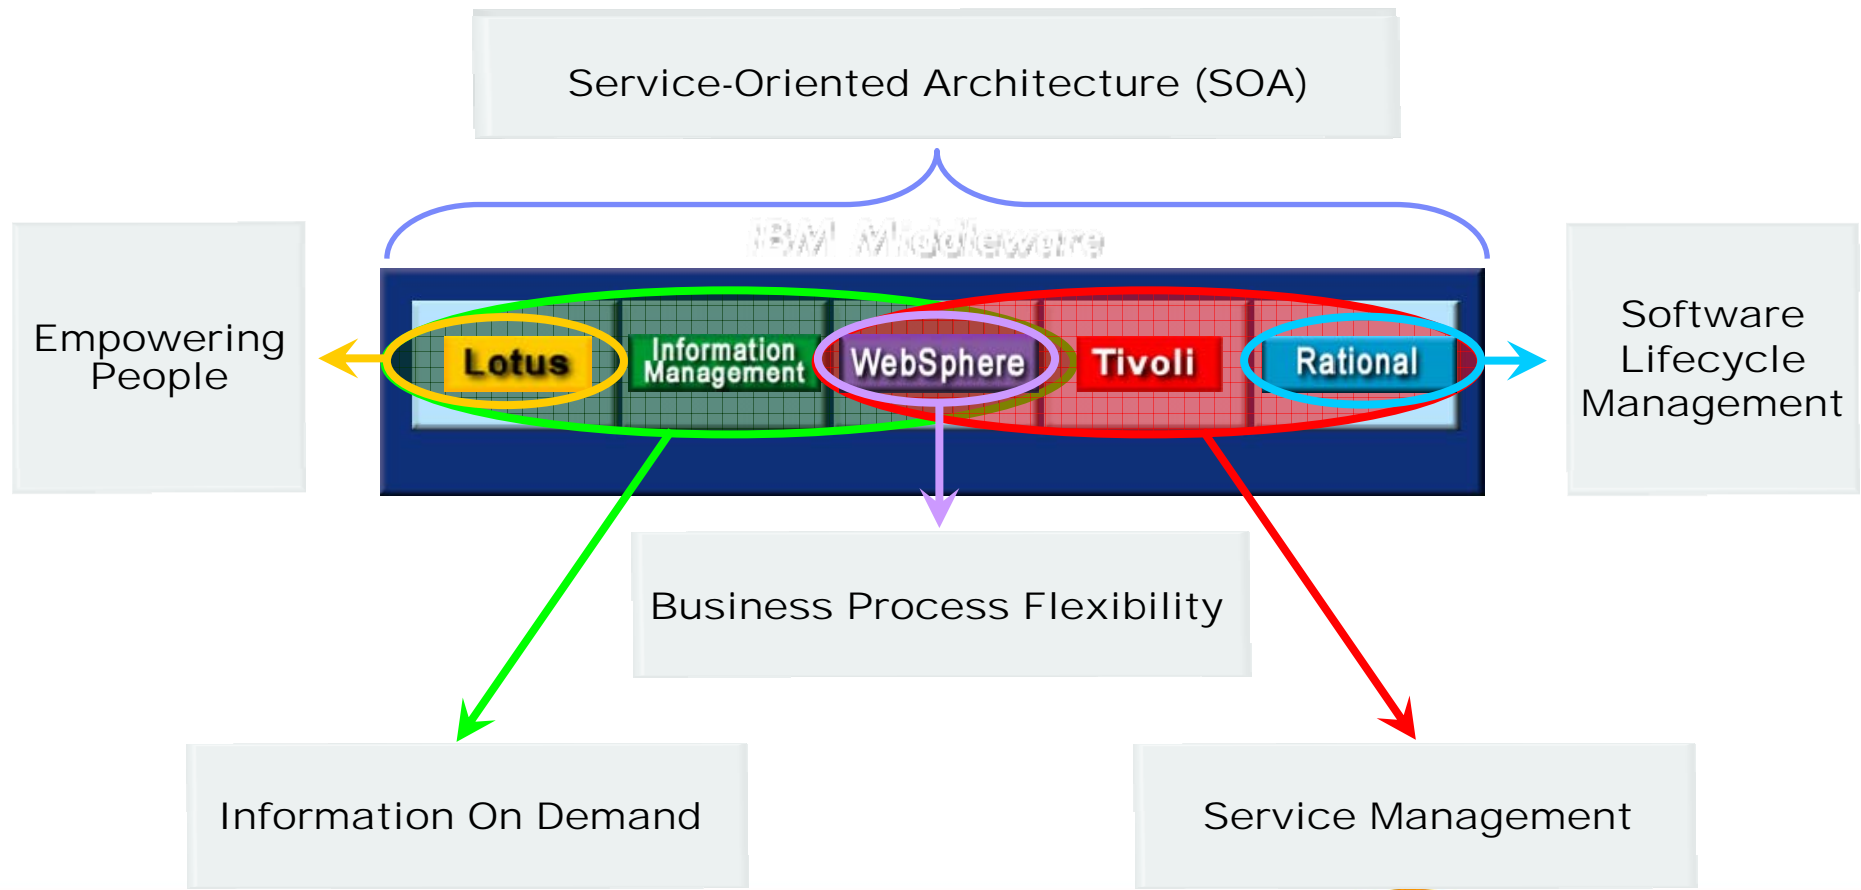 Service-Oriented Architecture (SOA)
IBM Middleware
Empowering
People
Lotus
Information
Management
WebSphere
Tivoli
Rational
Software
Lifecycle
Management
Business Process Flexibility
Information On Demand
Service Management